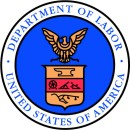 DEPARTMENT OF LABOR
UNITED STATES OF AMERICA